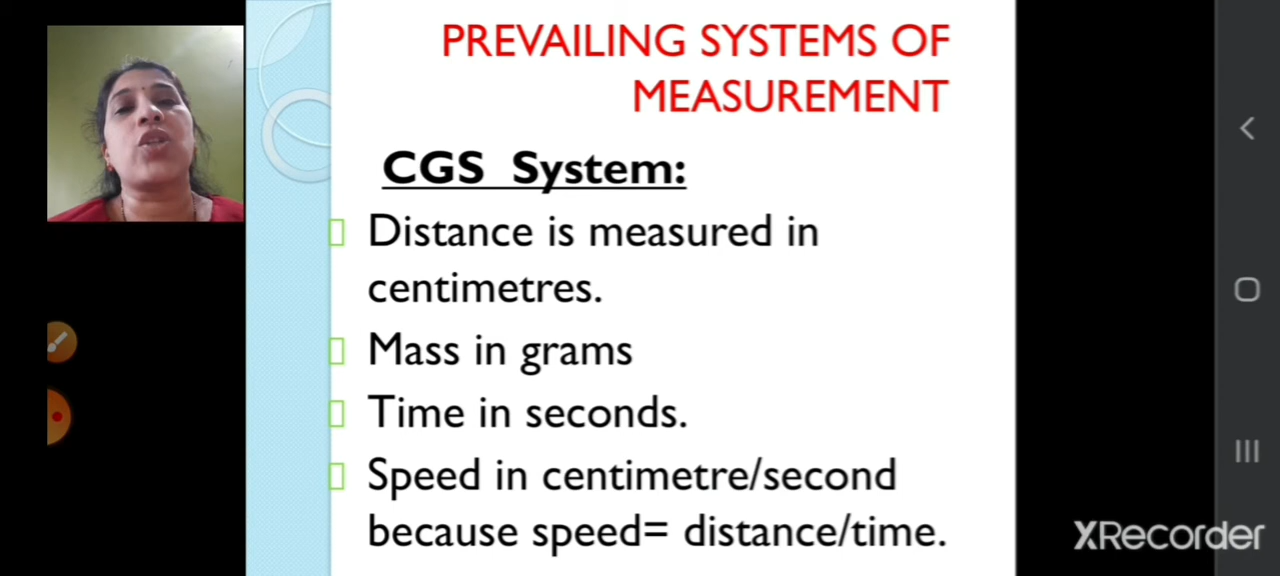 PREVAILING SYSTEMS OF
MEASUREMENT
CGS System:
Distance is measured in
centimetres.
Mass in grams
Time in seconds.
Speed in centimetre/second
because speed= distance/time.
XRecorder